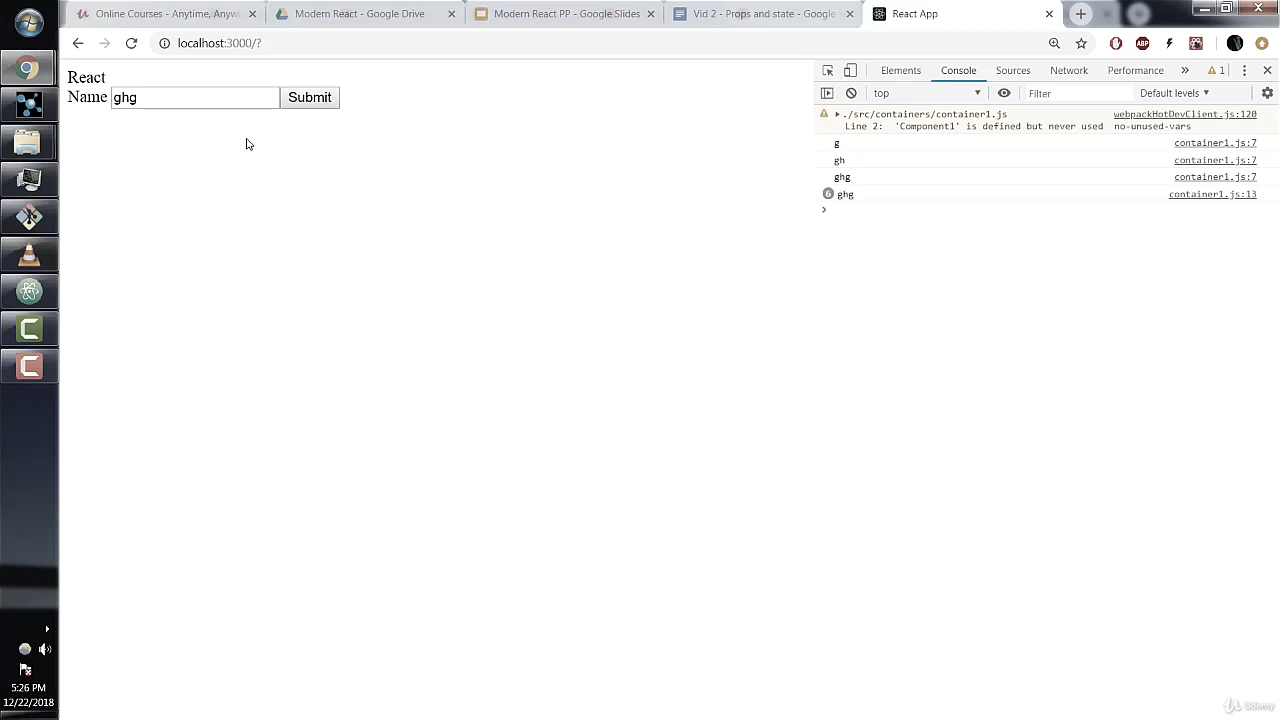 Online Courses - Anytime, Anyw
Modern React - Google Drive
Modern React PP - Google Slides
Vid 2 - Props and state - Google
React App
localhost:3000/?
ABP
React
Name ghg Submit
Elements Console Sources Network Performance » 1
top Filter Default levels
./src/containers/container1.js webpackHotDevClient.js:120
Line 2: 'Component1' is defined but never used no-unused-vars
g container1.js:7
gh container1.js:7
ghg container1.js:7
6 ghg container1.js:13
5:26 PM
12/22/2018
Udemy